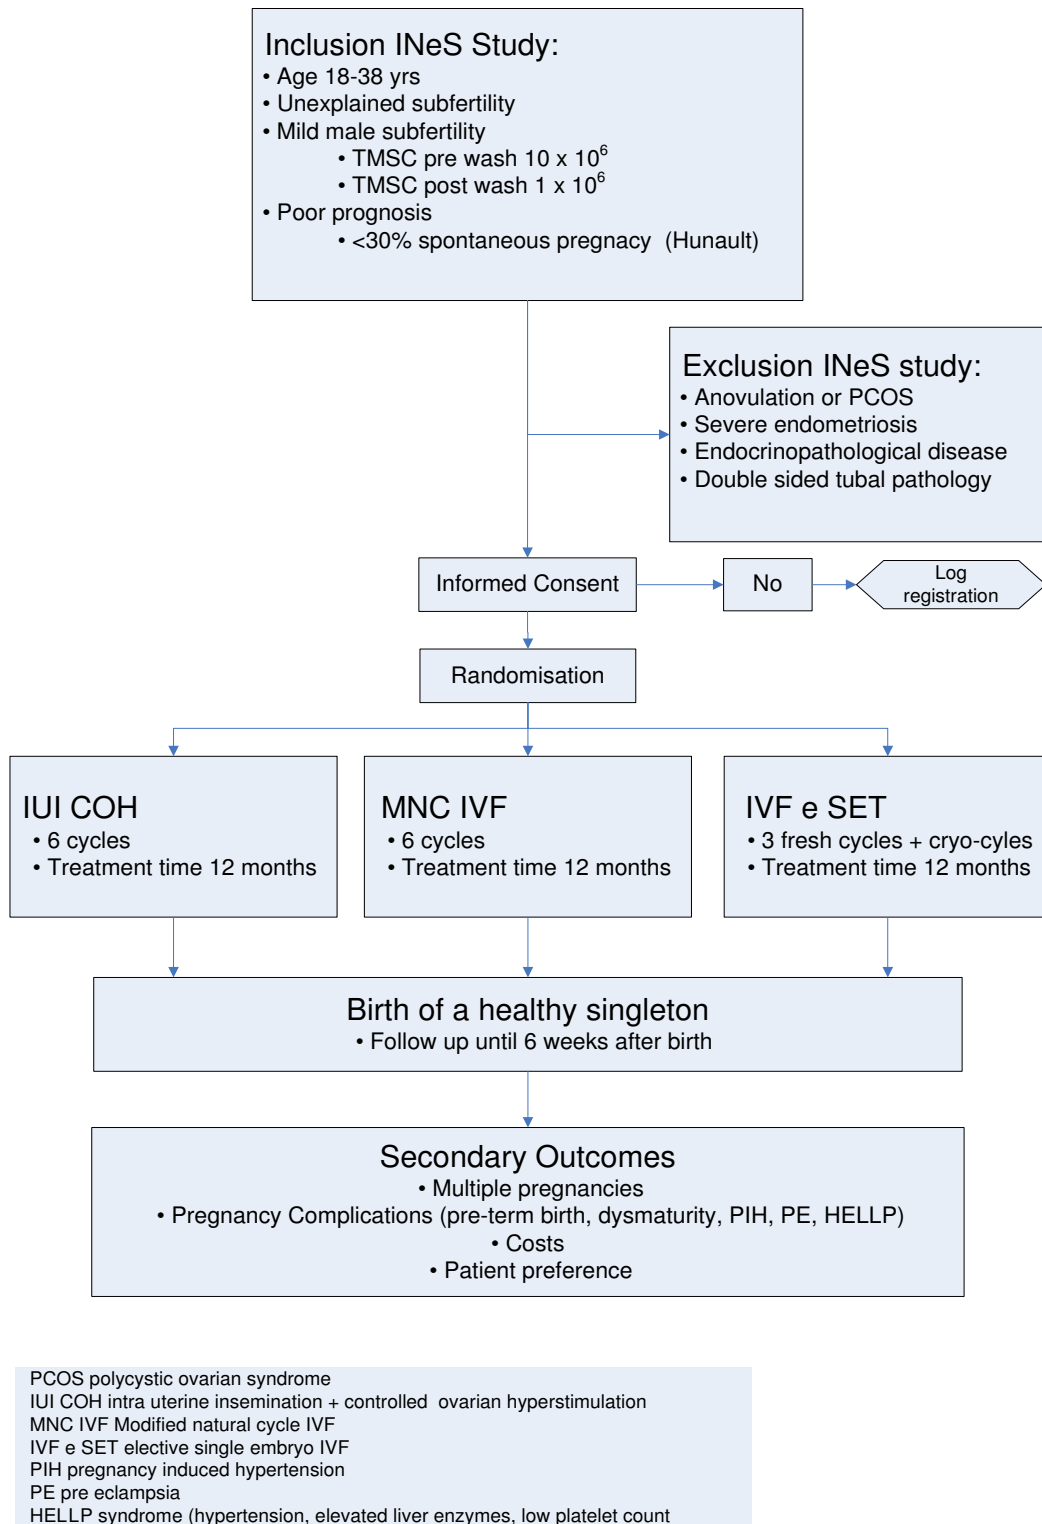 Inclusion INeS Study:
• Age 18-38 yrs
• Unexplained subfertility
• Mild male subfertility
• TMSC pre wash 10 x 10⁶
• TMSC post wash 1 x 10⁶
• Poor prognosis
• <30% spontaneous pregnacy (Hunault)
Exclusion INeS study:
• Anovulation or PCOS
• Severe endometriosis
• Endocrinopathological disease
• Double sided tubal pathology
Informed Consent
No
Log
registration
Randomisation
IUI COH
• 6 cycles
• Treatment time 12 months
MNC IVF
• 6 cycles
• Treatment time 12 months
IVF e SET
• 3 fresh cycles + cryo-cyles
• Treatment time 12 months
Birth of a healthy singleton
• Follow up until 6 weeks after birth
Secondary Outcomes
• Multiple pregnancies
• Pregnancy Complications (pre-term birth, dysmaturity, PIH, PE, HELLP)
• Costs
• Patient preference
PCOS polycystic ovarian syndrome
IUI COH intra uterine insemination + controlled ovarian hyperstimulation
MNC IVF Modified natural cycle IVF
IVF e SET elective single embryo IVF
PIH pregnancy induced hypertension
PE pre eclampsia
HELLP syndrome (hypertension, elevated liver enzymes, low platelet count